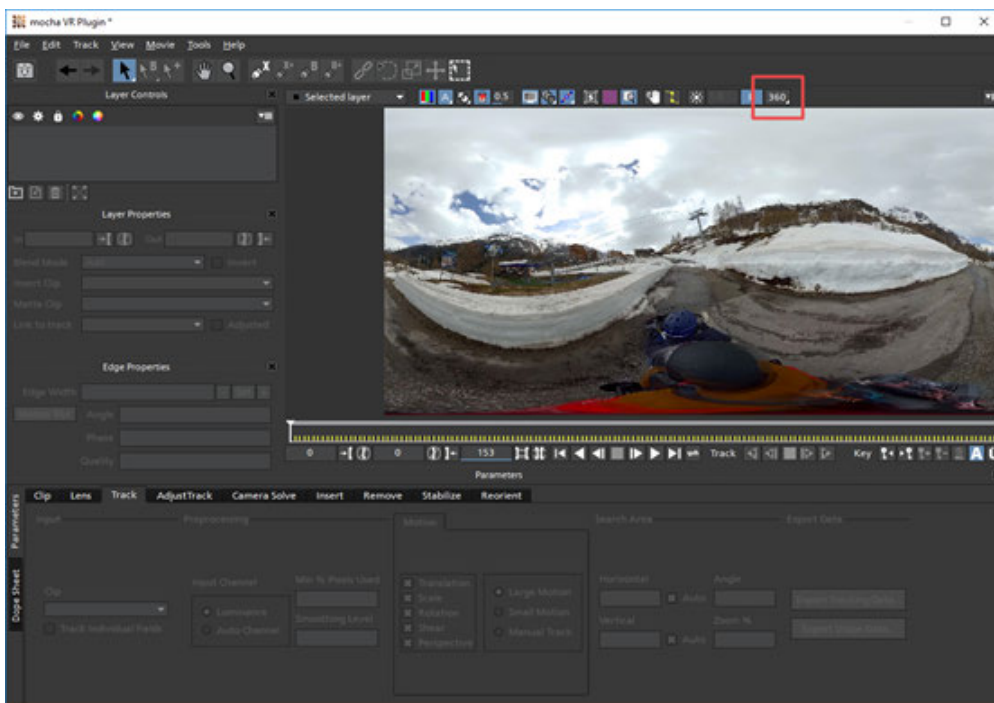 mocha VR Plugin *
File Edit Track View Movie Tools Help
Layer Controls
Selected layer 0.5 360
Layer Properties
In Out
Blend Mode Add Invert
Insert Clip
Matte Clip
Link to track Adjusted
Edge Properties
Edge Width Set
Angle
Phase
Quality
0 0 153 Track Key
Parameters
Clip Lens Track AdjustTrack Camera Solve Insert Remove Stabilize Reorient
Parameters
Dope Sheet
Input Preprocessing Motion Search Area Export Data
Clip
Track Individual Fields
Input Channel
Luminance
Auto Channel
Min % Pixels Used
Smoothing Level
Translation
Scale
Rotation
Shear
Perspective
Large Motion
Small Motion
Manual Track
Horizontal Angle
Auto
Vertical Zoom %
Auto
Export Tracking Data...
Export Shape Data...